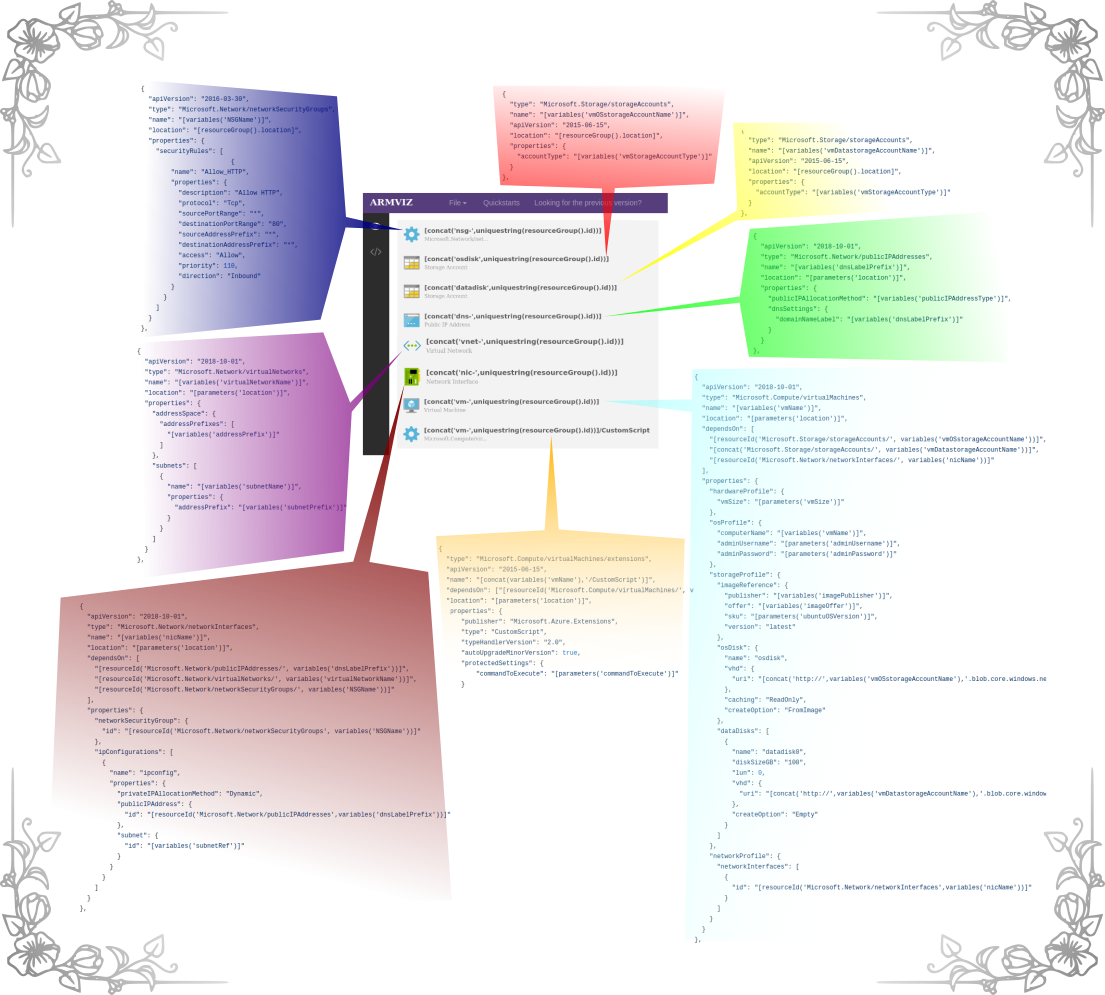 {
"apiVersion": "2016-03-30",
"type": "Microsoft.Network/networkSecurityGroups",
"name": "[variables('NSGName')]",
"location": "[resourceGroup().location]",
"properties": {
"securityRules": [
{
"name": "Allow_HTTP",
"properties": {
"description": "Allow HTTP",
"protocol": "Tcp",
"sourcePortRange": "*",
"destinationPortRange": "80",
"sourceAddressPrefix": "*",
"destinationAddressPrefix": "*",
"access": "Allow",
"priority": 110,
"direction": "Inbound"
}
}
]
}
},
{
"type": "Microsoft.Storage/storageAccounts",
"name": "[variables('vmOSstorageAccountName')]",
"apiVersion": "2015-06-15",
"location": "[resourceGroup().location]",
"properties": {
"accountType": "[variables('vmStorageAccountType')]"
}
},
{
"type": "Microsoft.Storage/storageAccounts",
"name": "[variables('vmDatastorageAccountName')]",
"apiVersion": "2015-06-15",
"location": "[resourceGroup().location]",
"properties": {
"accountType": "[variables('vmStorageAccountType')]"
}
},
ARMVIZ File Quickstarts Looking for the previous version?
</>
[concat('nsg-',uniquestring(resourceGroup().id))]
Microsoft.Network/net...
[concat('osdisk',uniquestring(resourceGroup().id))]
Storage Account
[concat('datadisk',uniquestring(resourceGroup().id))]
Storage Account
[concat('dns-',uniquestring(resourceGroup().id))]
Public IP Address
[concat('vnet-',uniquestring(resourceGroup().id))]
Virtual Network
[concat('nic-',uniquestring(resourceGroup().id))]
Network Interface
[concat('vm-',uniquestring(resourceGroup().id))]
Virtual Machine
[concat('vm-',uniquestring(resourceGroup().id))]/CustomScript
Microsoft.Compute/vi...
{
"apiVersion": "2018-10-01",
"type": "Microsoft.Network/publicIPAddresses",
"name": "[variables('dnsLabelPrefix')]",
"location": "[parameters('location')]",
"properties": {
"publicIPAllocationMethod": "[variables('publicIPAddressType')]",
"dnsSettings": {
"domainNameLabel": "[variables('dnsLabelPrefix')]"
}
}
},
{
"apiVersion": "2018-10-01",
"type": "Microsoft.Network/virtualNetworks",
"name": "[variables('virtualNetworkName')]",
"location": "[parameters('location')]",
"properties": {
"addressSpace": {
"addressPrefixes": [
"[variables('addressPrefix')]"
]
},
"subnets": [
{
"name": "[variables('subnetName')]",
"properties": {
"addressPrefix": "[variables('subnetPrefix')]"
}
}
]
}
},
{
"apiVersion": "2018-10-01",
"type": "Microsoft.Compute/virtualMachines",
"name": "[variables('vmName')]",
"location": "[parameters('location')]",
"dependsOn": [
"[resourceId('Microsoft.Storage/storageAccounts/', variables('vmOSstorageAccountName'))]",
"[concat('Microsoft.Storage/storageAccounts/', variables('vmDatastorageAccountName'))]",
"[resourceId('Microsoft.Network/networkInterfaces/', variables('nicName'))]"
],
"properties": {
"hardwareProfile": {
"vmSize": "[parameters('vmSize')]"
},
"osProfile": {
"computerName": "[variables('vmName')]",
"adminUsername": "[parameters('adminUsername')]",
"adminPassword": "[parameters('adminPassword')]"
},
"storageProfile": {
"imageReference": {
"publisher": "[variables('imagePublisher')]",
"offer": "[variables('imageOffer')]",
"sku": "[parameters('ubuntuOSVersion')]",
"version": "latest"
},
"osDisk": {
"name": "osdisk",
"vhd": {
"uri": "[concat('http://',variables('vmOSstorageAccountName'),'.blob.core.windows.ne
},
"caching": "ReadOnly",
"createOption": "FromImage"
},
"dataDisks": [
{
"name": "datadisk0",
"diskSizeGB": "100",
"lun": 0,
"vhd": {
"uri": "[concat('http://',variables('vmDatastorageAccountName'),'.blob.core.window
},
"createOption": "Empty"
}
]
},
"networkProfile": {
"networkInterfaces": [
{
"id": "[resourceId('Microsoft.Network/networkInterfaces',variables('nicName'))]"
}
]
}
}
},
{
"type": "Microsoft.Compute/virtualMachines/extensions",
"apiVersion": "2015-06-15",
"name": "[concat(variables('vmName'),'/CustomScript')]",
"dependsOn": ["[resourceId('Microsoft.Compute/virtualMachines/', v
"location": "[parameters('location')]",
properties": {
"publisher": "Microsoft.Azure.Extensions",
"type": "CustomScript",
"typeHandlerVersion": "2.0",
"autoUpgradeMinorVersion": true,
"protectedSettings": {
"commandToExecute": "[parameters('commandToExecute')]"
}
{
"apiVersion": "2018-10-01",
"type": "Microsoft.Network/networkInterfaces",
"name": "[variables('nicName')]",
"location": "[parameters('location')]",
"dependsOn": [
"[resourceId('Microsoft.Network/publicIPAddresses/', variables('dnsLabelPrefix'))]",
"[resourceId('Microsoft.Network/virtualNetworks/', variables('virtualNetworkName'))]",
"[resourceId('Microsoft.Network/networkSecurityGroups/', variables('NSGName'))]"
],
"properties": {
"networkSecurityGroup": {
"id": "[resourceId('Microsoft.Network/networkSecurityGroups', variables('NSGName'))]"
},
"ipConfigurations": [
{
"name": "ipconfig",
"properties": {
"privateIPAllocationMethod": "Dynamic",
"publicIPAddress": {
"id": "[resourceId('Microsoft.Network/publicIPAddresses',variables('dnsLabelPrefix'))]"
},
"subnet": {
"id": "[variables('subnetRef')]"
}
}
}
]
}
},